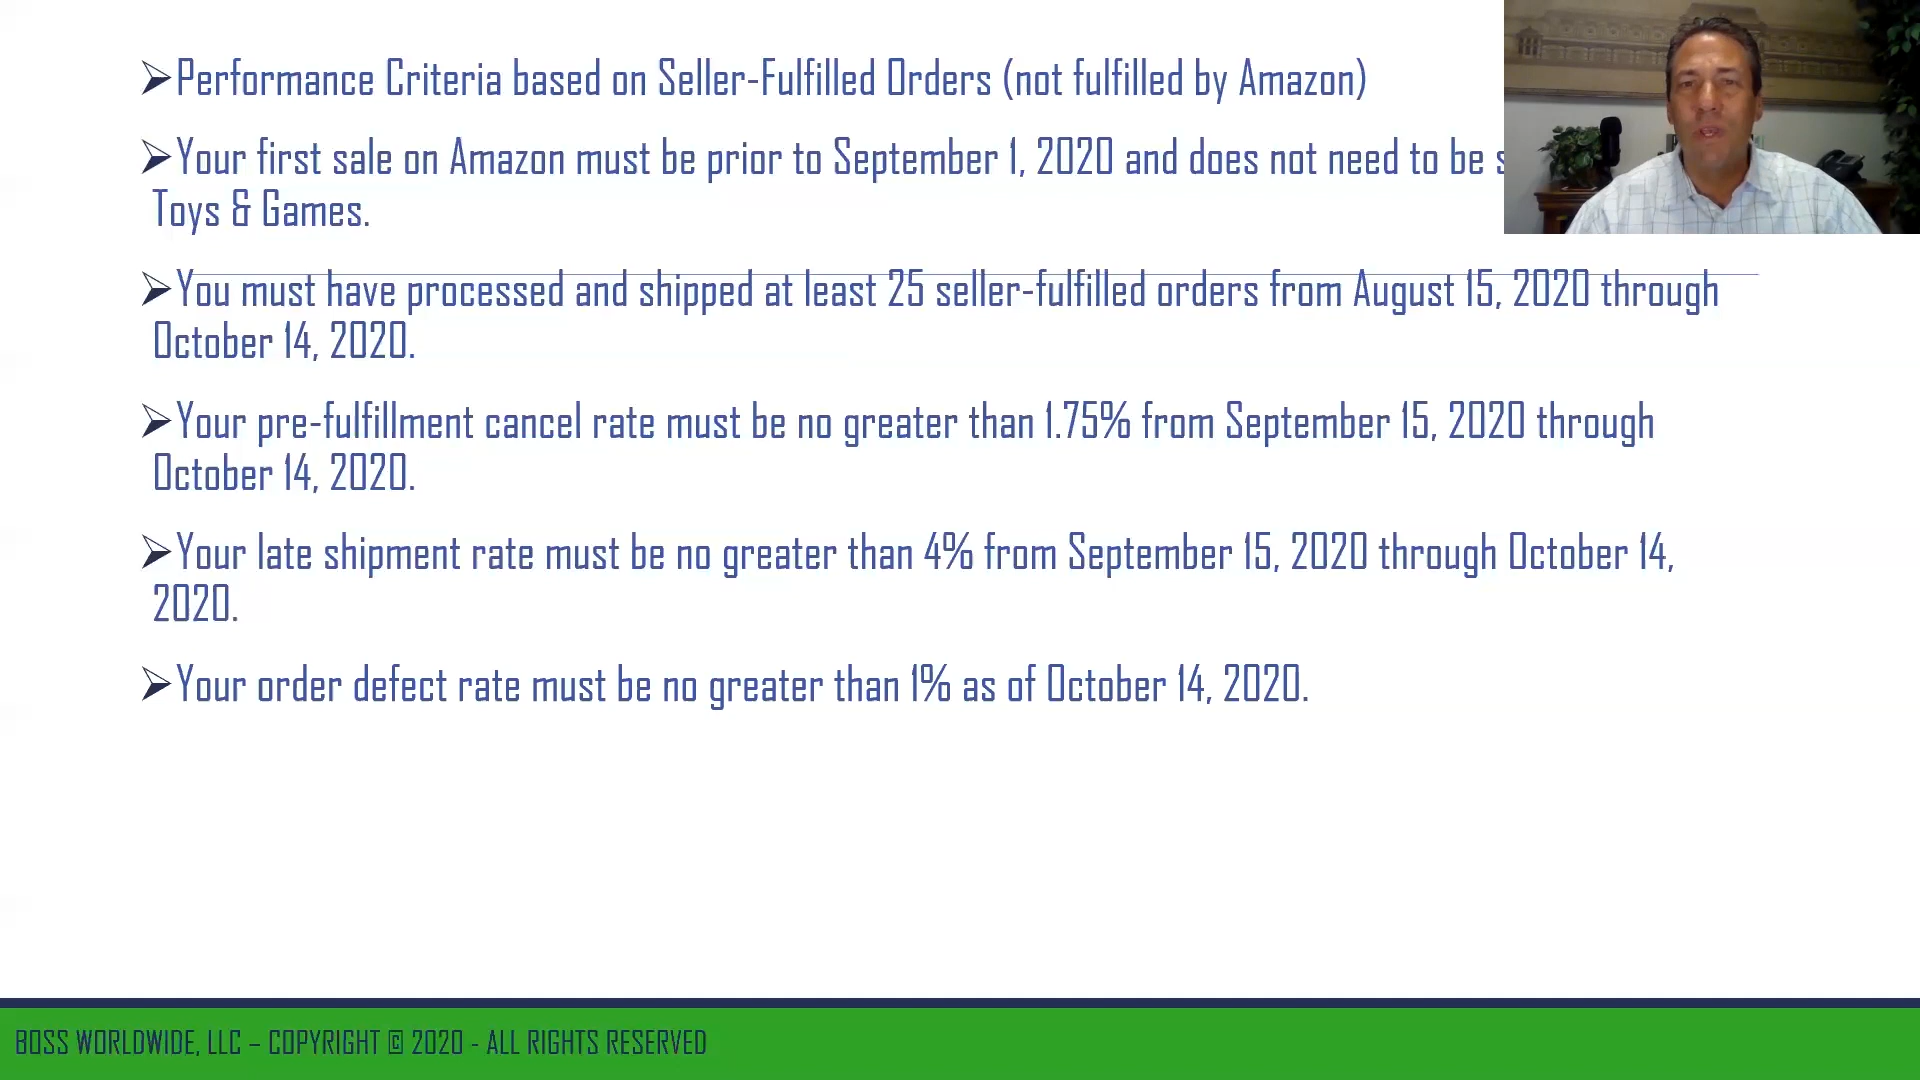 Performance Criteria based on Seller-Fulfilled Orders (not fulfilled by Amazon)
Your first sale on Amazon must be prior to September 1, 2020 and does not need to be
Toys & Games.
You must have processed and shipped at least 25 seller-fulfilled orders from August 15, 2020 through
October 14, 2020.
Your pre-fulfillment cancel rate must be no greater than 1.75% from September 15, 2020 through
October 14, 2020.
Your late shipment rate must be no greater than 4% from September 15, 2020 through October 14,
2020.
Your order defect rate must be no greater than 1% as of October 14, 2020.
BOSS WORLDWIDE, LLC – COPYRIGHT © 2020 - ALL RIGHTS RESERVED